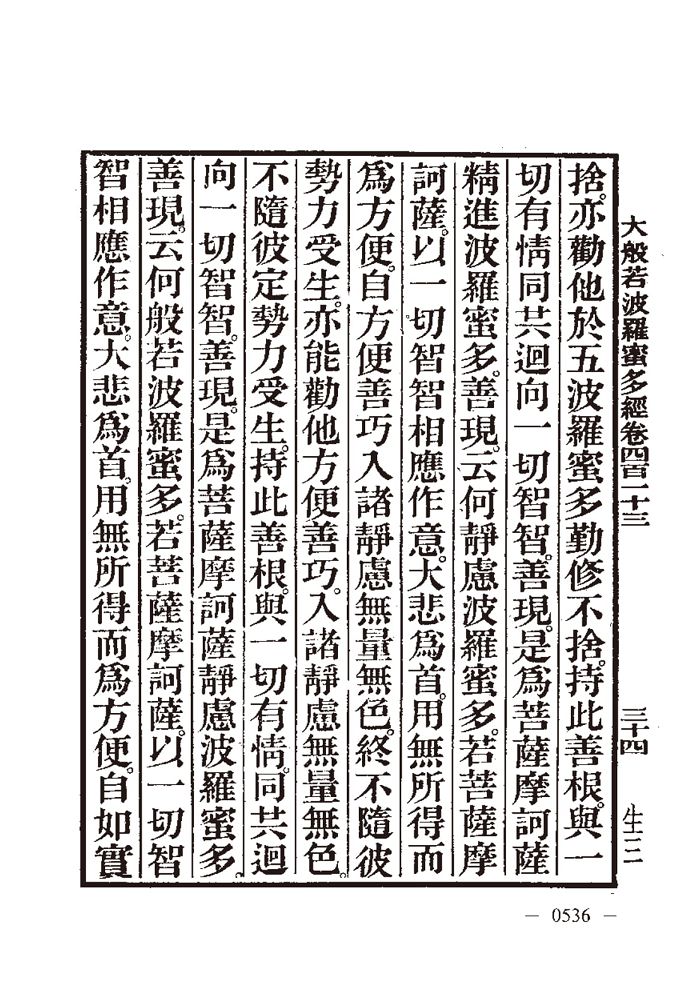 大般若波羅蜜多經卷四百二十三　三十四　生三
捨。亦勸他於五波羅蜜多勤修不捨。持此善根。與一
切有情同共迴向一切智智。善現。是爲菩薩摩訶薩
精進波羅蜜多。善現。云何靜慮波羅蜜多。若菩薩摩
訶薩。以一切智智相應作意。大悲爲首。用無所得而
爲方便。自方便善巧入諸靜慮無量無色。終不隨彼
勢力受生。亦能勸他方便善巧。入諸靜慮無量無色。
不隨彼定勢力受生。持此善根。與一切有情。同共迴
向一切智智。善現。是爲菩薩摩訶薩靜慮波羅蜜多。
善現。云何般若波羅蜜多。若菩薩摩訶薩。以一切智
智相應作意。大悲爲首。用無所得而爲方便。自如實
— 0536 —